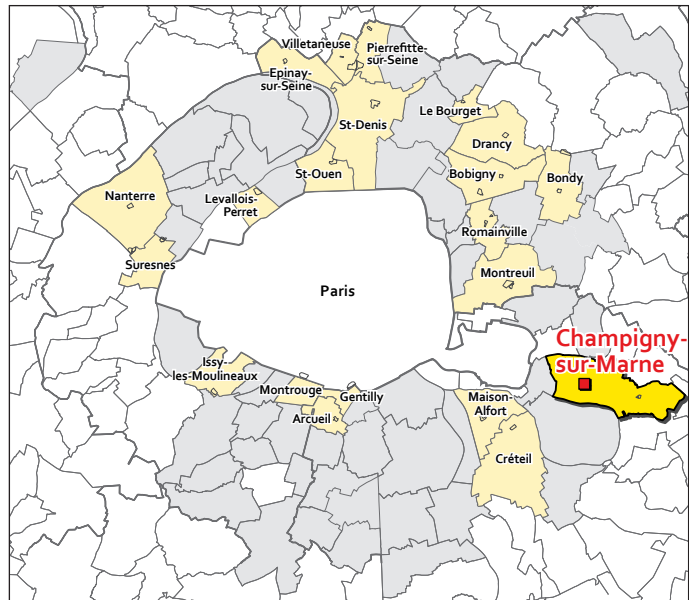 Villetaneuse
Pierrefitte-
sur-Seine
Epinay-
sur-Seine
Le Bourget
St-Denis
Drancy
St-Ouen
Bobigny
Bondy
Nanterre
Levallois-
Perret
Romainville
Suresnes
Montreuil
Paris
Champigny-
sur-Marne
Issy-
les-Moulineaux
Montrouge
Gentilly
Maison-
Alfort
Arcueil
Créteil